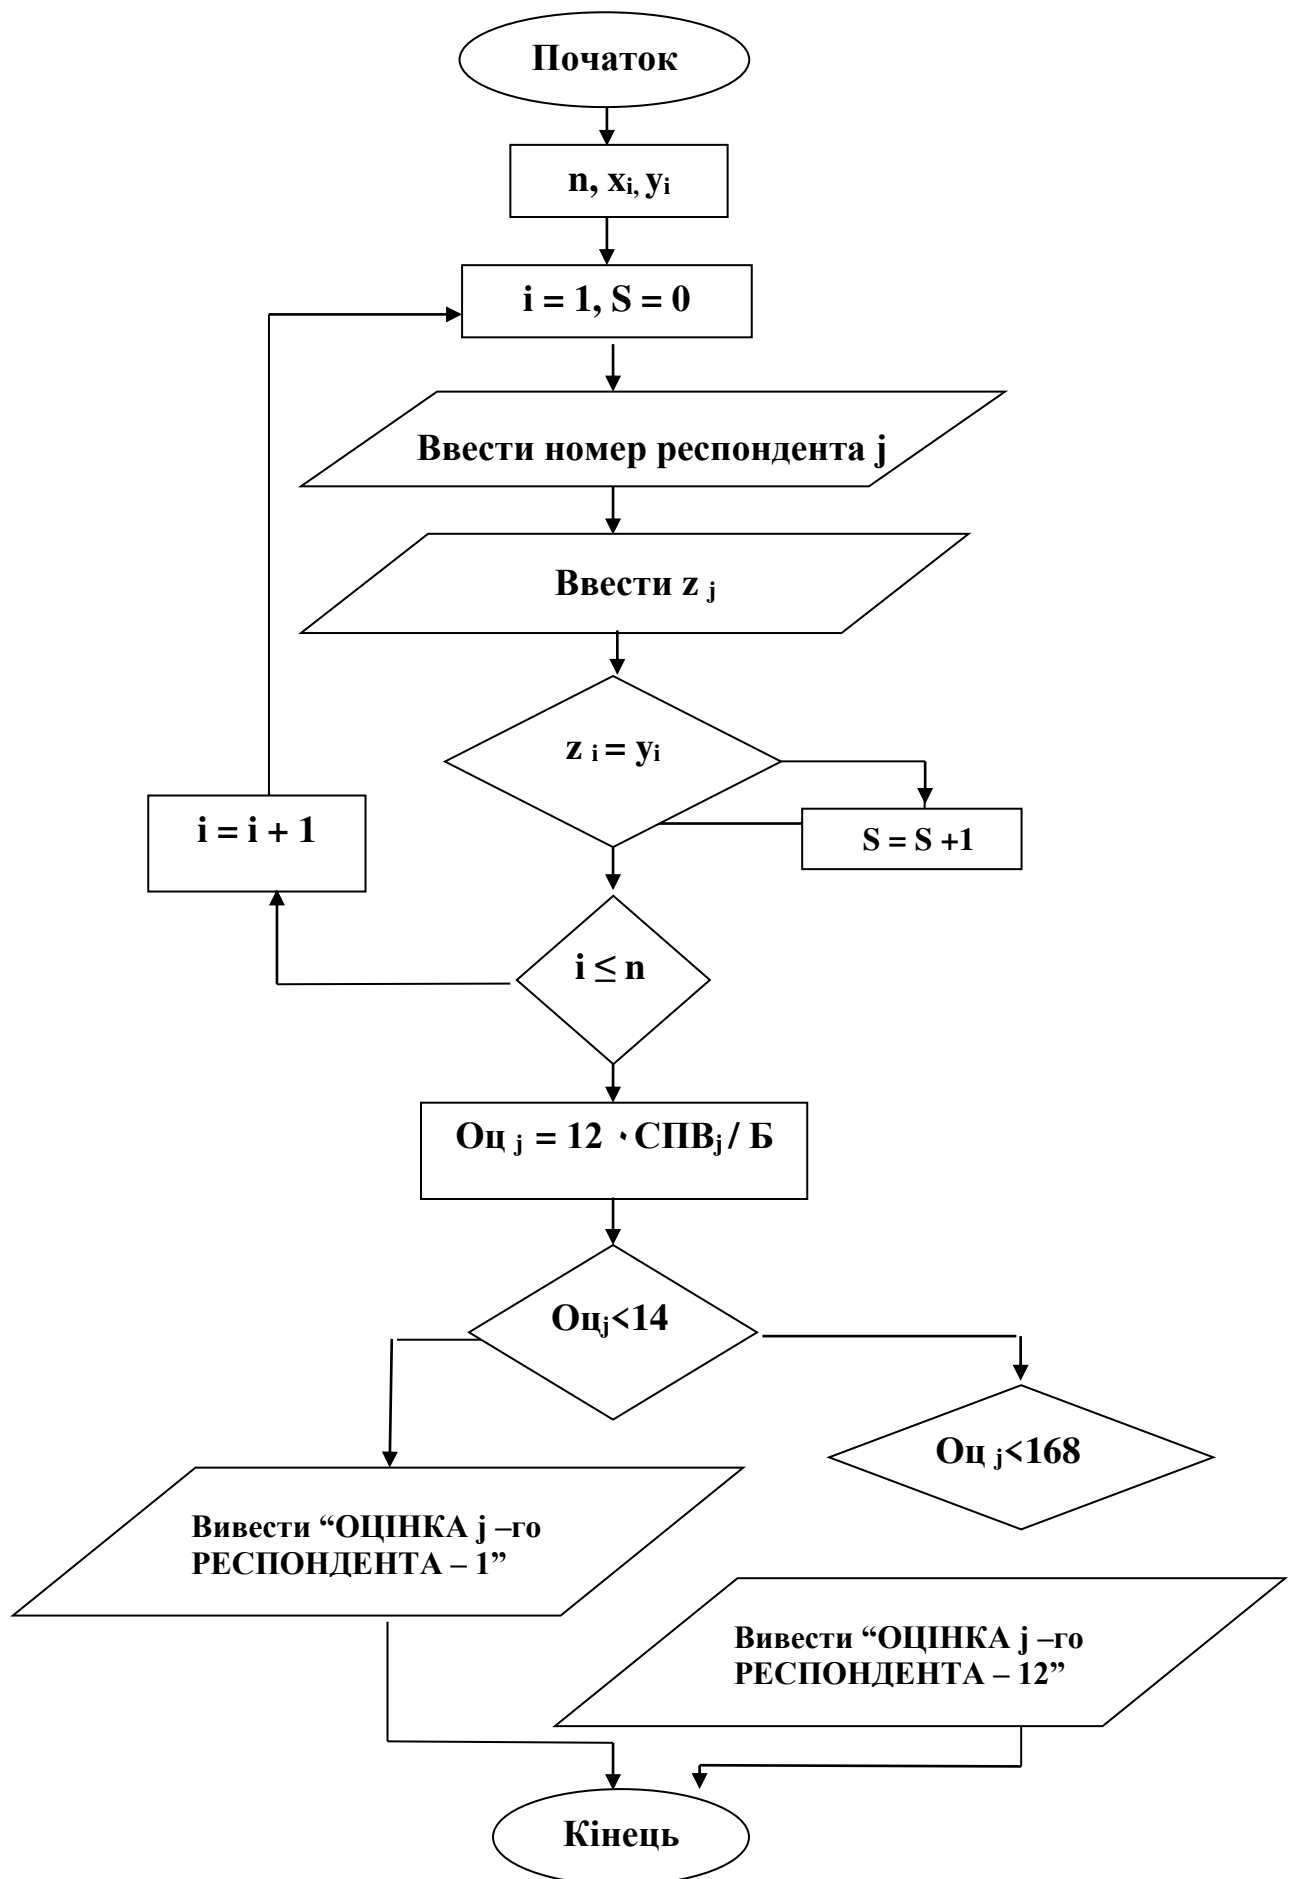 Початок
n, xi, yi
i = 1, S = 0
Ввести номер респондента j
Ввести z j
z i = yi
i = i + 1
S = S +1
i ≤ n
Оц j = 12 · СПВj / Б
Оцj<14
Оц j<168
Вивести “ОЦІНКА j –го
РЕСПОНДЕНТА – 1”
Вивести “ОЦІНКА j –го
РЕСПОНДЕНТА – 12”
Кінець